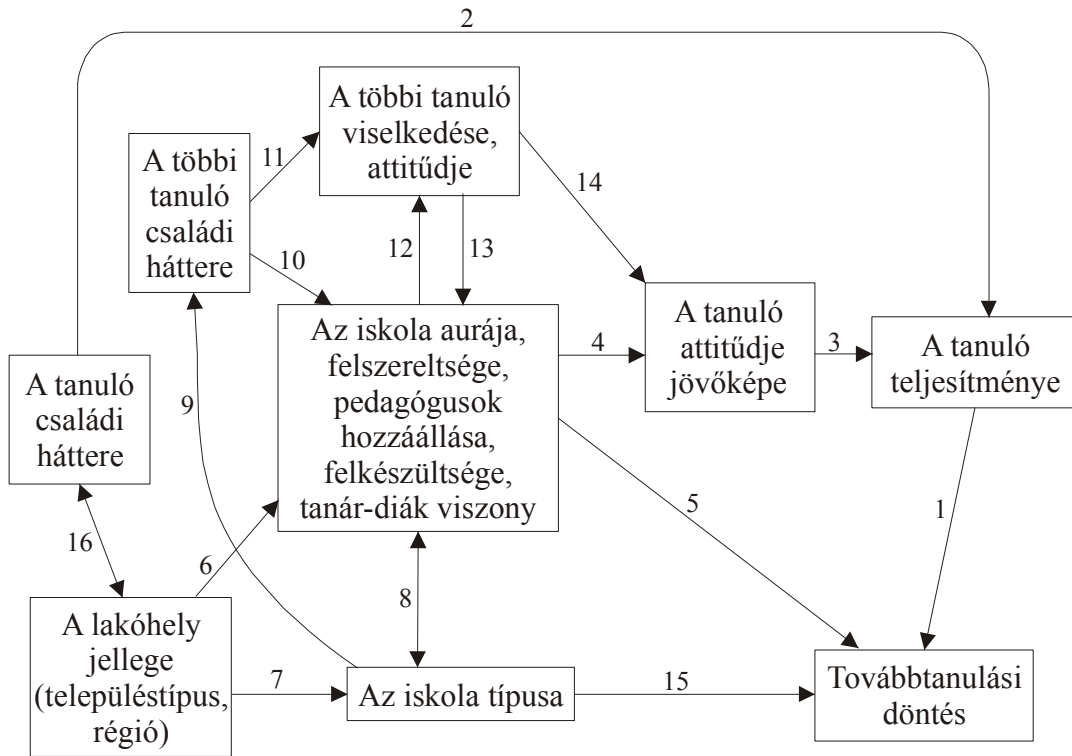 2
A többi tanuló
viselkedése,
attitűdje
11
A többi
tanuló
családi
háttere
14
12
13
10
Az iskola aurája,
felszereltsége,
pedagógusok
hozzáállása,
felkészültsége,
tanár-diák viszony
4
A tanuló
attitűdje
jövőképe
3
A tanuló
teljesítménye
A tanuló
családi
háttere
9
5
1
16
6
8
A lakóhely
jellege
(településtípus,
régió)
7
Az iskola típusa
15
Továbbtanulási
döntés